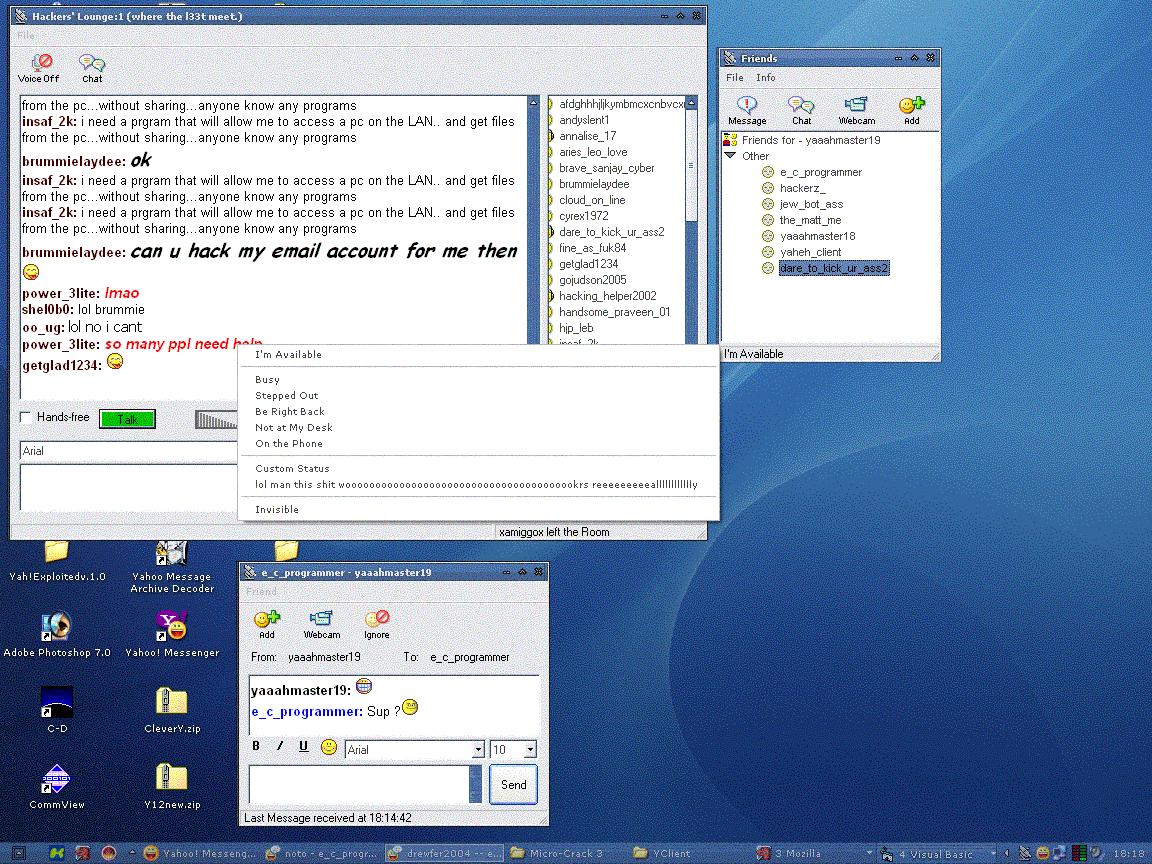 Hackers' Lounge:1 (where the l33t meet.)
File
Voice Off
Chat
from the pc...without sharing...anyone know any programs
insaf_2k: i need a prgram that will allow me to access a pc on the LAN.. and get files
from the pc...without sharing...anyone know any programs
brummielaydee: ok
insaf_2k: i need a prgram that will allow me to access a pc on the LAN.. and get files
from the pc...without sharing...anyone know any programs
insaf_2k: i need a prgram that will allow me to access a pc on the LAN.. and get files
from the pc...without sharing...anyone know any programs
brummielaydee: can u hack my email account for me then
power_3lite: lmao
shel0b0: lol brummie
oo_ug: lol no i cant
power_3lite: so many ppl need help
getglad1234:
afdghhhjljkymbmcxcnbvcxn
andyslent1
annalise_17
aries_leo_love
brave_sanjay_cyber
brummielaydee
cloud_on_line
cyrex1972
dare_to_kick_ur_ass2
fine_as_fuk84
getglad1234
gojudson2005
hacking_helper2002
handsome_praveen_01
hjp_leb
insaf_2k
Hands-free
Talk
Arial
xamiggox left the Room
I'm Available
Busy
Stepped Out
Be Right Back
Not at My Desk
On the Phone
Custom Status
Invisible
Friends
File Info
Message
Chat
Webcam
Add
Friends for - yaaahmaster19
Other
e_c_programmer
hackerz_
jew_bot_ass
the_matt_me
yaaahmaster18
yaheh_client
dare_to_kick_ur_ass2
I'm Available
Yah!Exploitedv.1.0
Yahoo Message
Archive Decoder
Adobe Photoshop 7.0
Yahoo! Messenger
C-D
CleverY.zip
CommView
Y12new.zip
e_c_programmer - yaaahmaster19
Friend
Add
Webcam
Ignore
From: yaaahmaster19 To: e_c_programmer
yaaahmaster19:
e_c_programmer: Sup ?
B I U
Arial
10
Send
Last Message received at 18:14:42
Yahoo! Messeng...
noto - e_c_progr...
drewfer2004 -- e...
Micro-Crack 3
YClient
3 Mozilla
4 Visual Basic
18:18